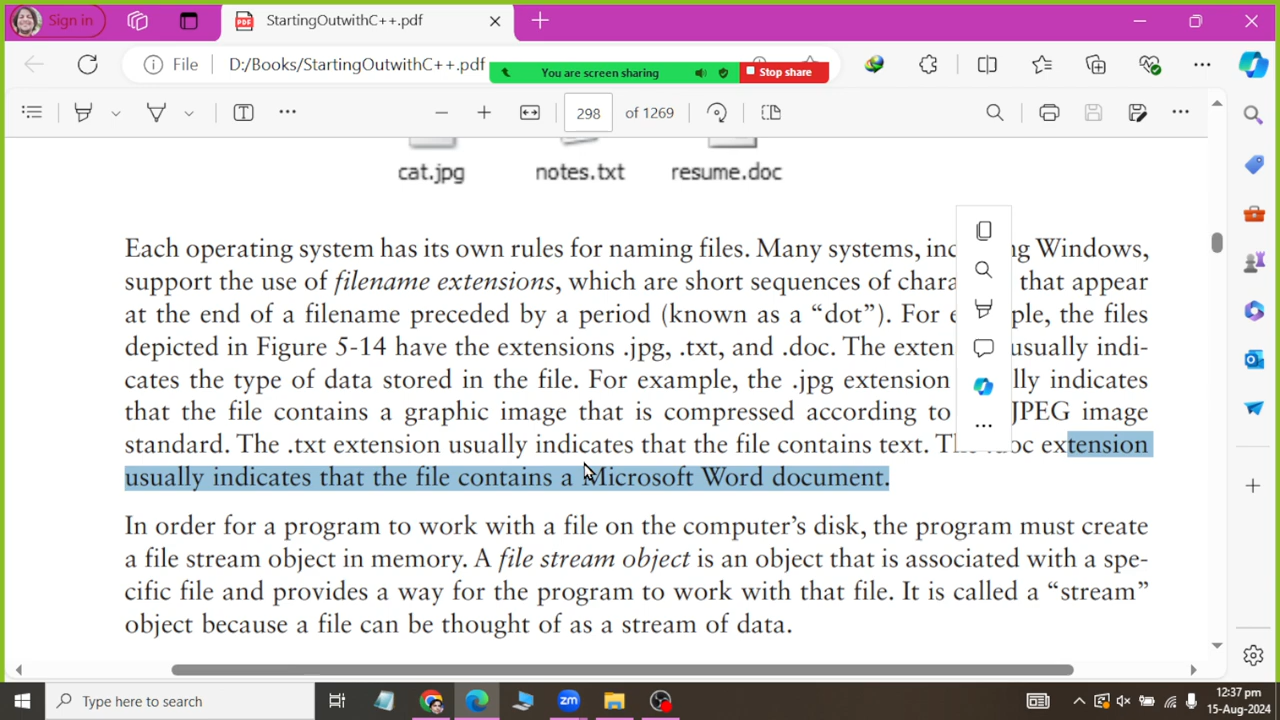 Sign in
StartingOutwithC++.pdf
File
D:/Books/StartingOutwithC++.pdf
You are screen sharing
Stop share
298 of 1269
cat.jpg
notes.txt
resume.doc
Each operating system has its own rules for naming files. Many systems, inc ng Windows,
support the use of filename extensions, which are short sequences of chara that appear
at the end of a filename preceded by a period (known as a “dot”). For e ple, the files
depicted in Figure 5-14 have the extensions .jpg, .txt, and .doc. The exten usually indi-
cates the type of data stored in the file. For example, the .jpg extension lly indicates
that the file contains a graphic image that is compressed according to JPEG image
standard. The .txt extension usually indicates that the file contains text. Th .doc extension
usually indicates that the file contains a Microsoft Word document.
In order for a program to work with a file on the computer’s disk, the program must create
a file stream object in memory. A file stream object is an object that is associated with a spe-
cific file and provides a way for the program to work with that file. It is called a “stream”
object because a file can be thought of as a stream of data.
Type here to search
zm
12:37 pm
15-Aug-2024